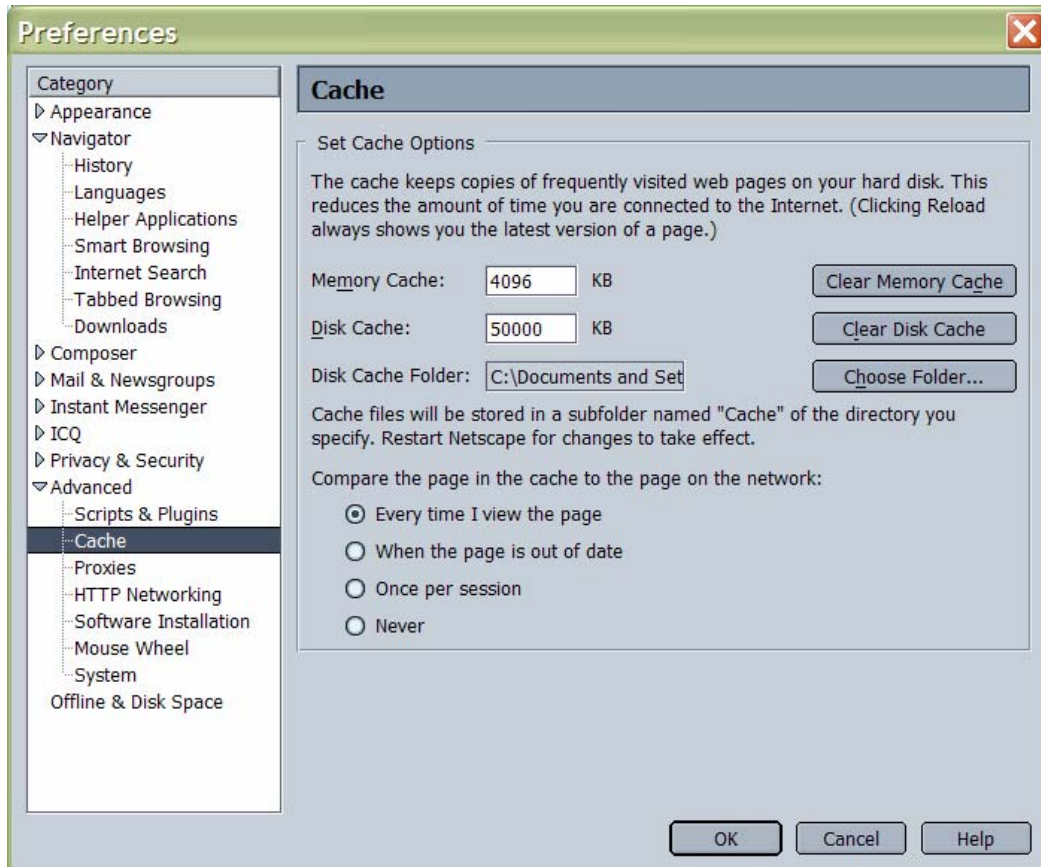 Preferences
Category
Appearance
Navigator
History
Languages
Helper Applications
Smart Browsing
Internet Search
Tabbed Browsing
Downloads
Composer
Mail & Newsgroups
Instant Messenger
ICQ
Privacy & Security
Advanced
Scripts & Plugins
Cache
Proxies
HTTP Networking
Software Installation
Mouse Wheel
System
Offline & Disk Space
Cache
Set Cache Options
The cache keeps copies of frequently visited web pages on your hard disk. This
reduces the amount of time you are connected to the Internet. (Clicking Reload
always shows you the latest version of a page.)
Memory Cache: 4096 KB Clear Memory Cache
Disk Cache: 50000 KB Clear Disk Cache
Disk Cache Folder: C:\Documents and Set Choose Folder...
Cache files will be stored in a subfolder named "Cache" of the directory you
specify. Restart Netscape for changes to take effect.
Compare the page in the cache to the page on the network:
Every time I view the page
When the page is out of date
Once per session
Never
OK Cancel Help